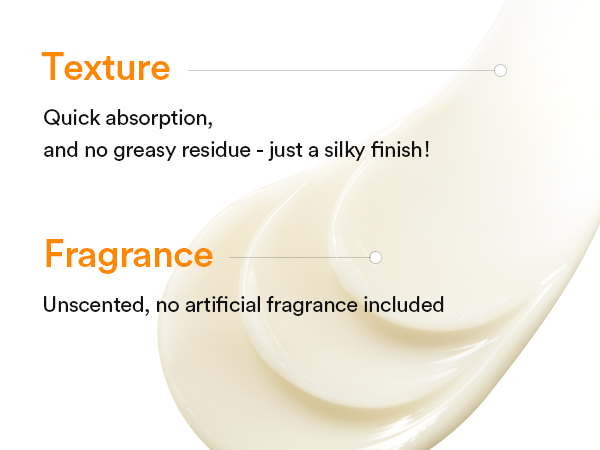 Texture
Quick absorption,
and no greasy residue - just a silky finish!
Fragrance
Unscented, no artificial fragrance included